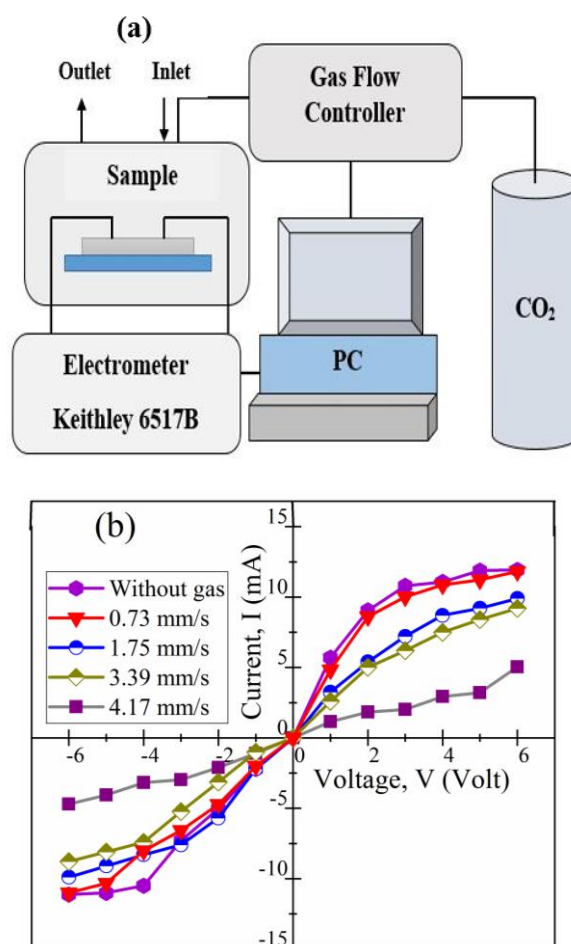 (a)
Outlet
Inlet
Gas Flow
Controller
Sample
CO₂
Electrometer
Keithley 6517B
PC
(b)
Without gas
0.73 mm/s
1.75 mm/s
3.39 mm/s
4.17 mm/s
Current, I (mA)
15
10
5
0
-5
-10
-15
-6
-4
-2
0
2
4
6
Voltage, V (Volt)